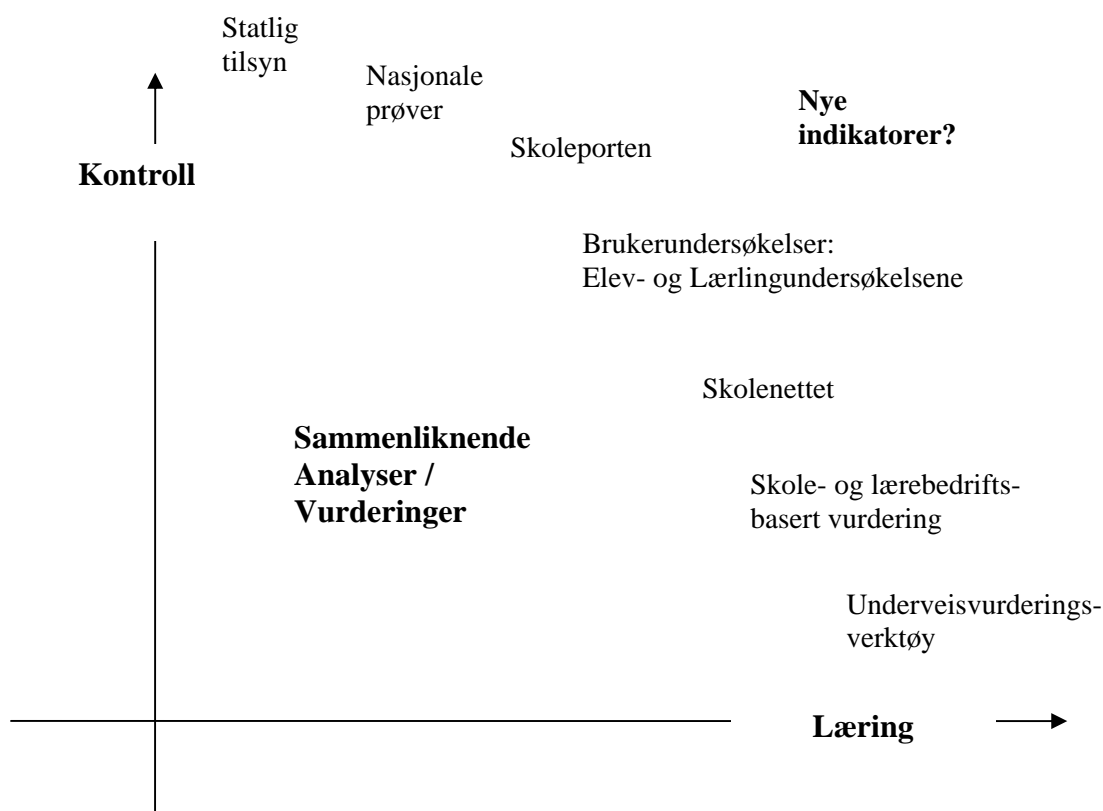 Statlig
tilsyn
Nasjonale
prøver
Nye
indikatorer?
Skoleporten
Kontroll
Brukerundersøkelser:
Elev- og Lærlingundersøkelsene
Skolenettet
Sammenliknende
Analyser /
Vurderinger
Skole- og lærebedrifts-
basert vurdering
Underveisvurderings-
verktøy
Læring